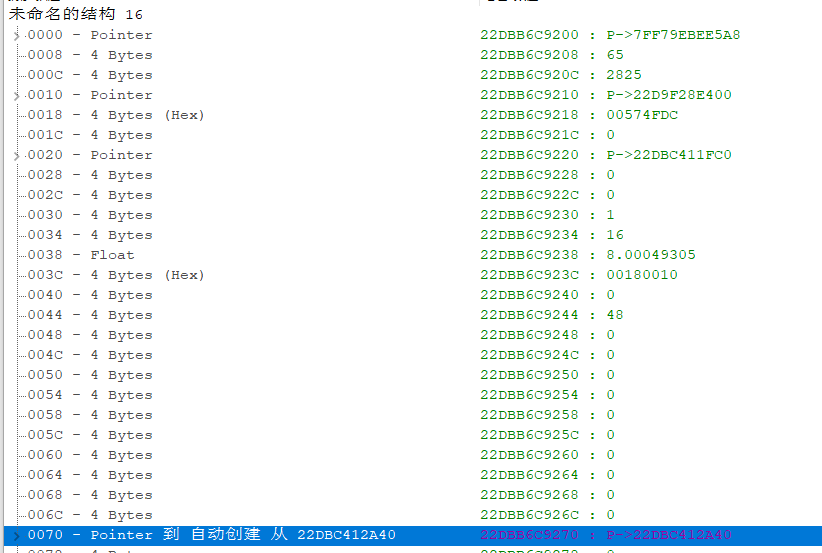 未命名的结构 16
0000 - Pointer 22DBB6C9200 : P->7FF79EBEE5A8
0008 - 4 Bytes 22DBB6C9208 : 65
000C - 4 Bytes 22DBB6C920C : 2825
0010 - Pointer 22DBB6C9210 : P->22D9F28E400
0018 - 4 Bytes (Hex) 22DBB6C9218 : 00574FDC
001C - 4 Bytes 22DBB6C921C : 0
0020 - Pointer 22DBB6C9220 : P->22DBC411FC0
0028 - 4 Bytes 22DBB6C9228 : 0
002C - 4 Bytes 22DBB6C922C : 0
0030 - 4 Bytes 22DBB6C9230 : 1
0034 - 4 Bytes 22DBB6C9234 : 16
0038 - Float 22DBB6C9238 : 8.00049305
003C - 4 Bytes (Hex) 22DBB6C923C : 00180010
0040 - 4 Bytes 22DBB6C9240 : 0
0044 - 4 Bytes 22DBB6C9244 : 48
0048 - 4 Bytes 22DBB6C9248 : 0
004C - 4 Bytes 22DBB6C924C : 0
0050 - 4 Bytes 22DBB6C9250 : 0
0054 - 4 Bytes 22DBB6C9254 : 0
0058 - 4 Bytes 22DBB6C9258 : 0
005C - 4 Bytes 22DBB6C925C : 0
0060 - 4 Bytes 22DBB6C9260 : 0
0064 - 4 Bytes 22DBB6C9264 : 0
0068 - 4 Bytes 22DBB6C9268 : 0
006C - 4 Bytes 22DBB6C926C : 0
0070 - Pointer 到 自动创建 从 22DBC412A40 22DBB6C9270 : P->22DBC412A40